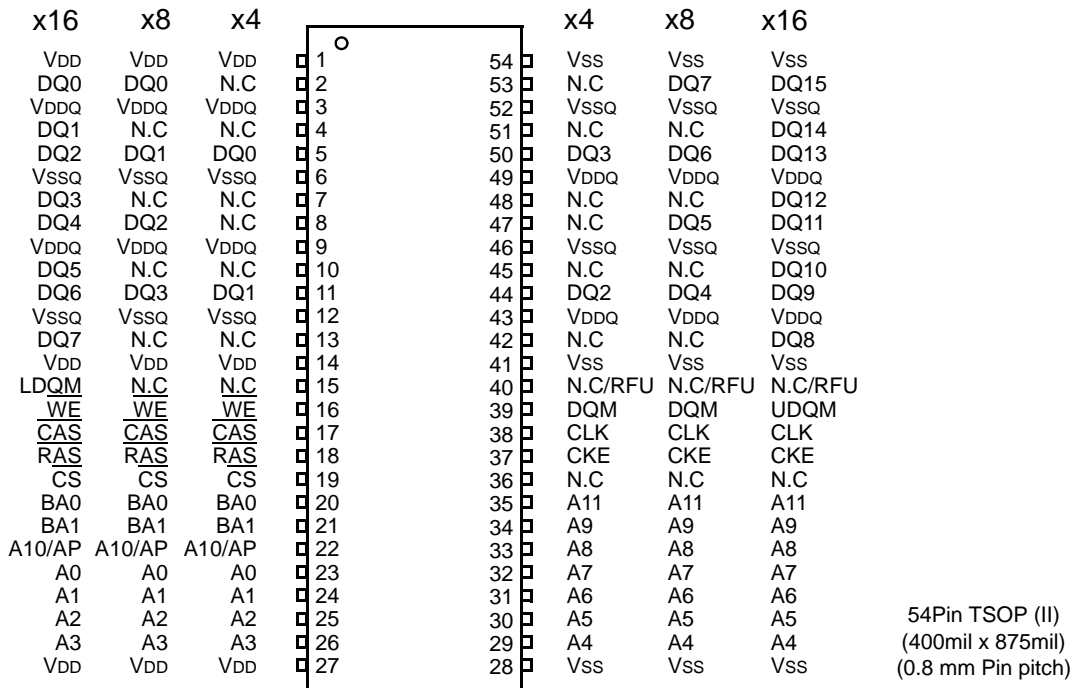 x16 x8 x4 x4 x8 x16
VDD VDD VDD 1 54 VSS VSS VSS
DQ0 DQ0 N.C 2 53 N.C DQ7 DQ15
VDDQ VDDQ VDDQ 3 52 VSSQ VSSQ VSSQ
DQ1 N.C N.C 4 51 N.C N.C DQ14
DQ2 DQ1 DQ0 5 50 DQ3 DQ6 DQ13
VSSQ VSSQ VSSQ 6 49 VDDQ VDDQ VDDQ
DQ3 N.C N.C 7 48 N.C N.C DQ12
DQ4 DQ2 N.C 8 47 N.C DQ5 DQ11
VDDQ VDDQ VDDQ 9 46 VSSQ VSSQ VSSQ
DQ5 N.C N.C 10 45 N.C N.C DQ10
DQ6 DQ3 DQ1 11 44 DQ2 DQ4 DQ9
VSSQ VSSQ VSSQ 12 43 VDDQ VDDQ VDDQ
DQ7 N.C N.C 13 42 N.C N.C DQ8
VDD VDD VDD 14 41 VSS VSS VSS
LDQM N.C N.C 15 40 N.C/RFU N.C/RFU N.C/RFU
WE WE WE 16 39 DQM DQM UDQM
CAS CAS CAS 17 38 CLK CLK CLK
RAS RAS RAS 18 37 CKE CKE CKE
CS CS CS 19 36 N.C N.C N.C
BA0 BA0 BA0 20 35 A11 A11 A11
BA1 BA1 BA1 21 34 A9 A9 A9
A10/AP A10/AP A10/AP 22 33 A8 A8 A8
A0 A0 A0 23 32 A7 A7 A7
A1 A1 A1 24 31 A6 A6 A6
A2 A2 A2 25 30 A5 A5 A5
A3 A3 A3 26 29 A4 A4 A4
VDD VDD VDD 27 28 VSS VSS VSS
54Pin TSOP (II)
(400mil x 875mil)
(0.8 mm Pin pitch)